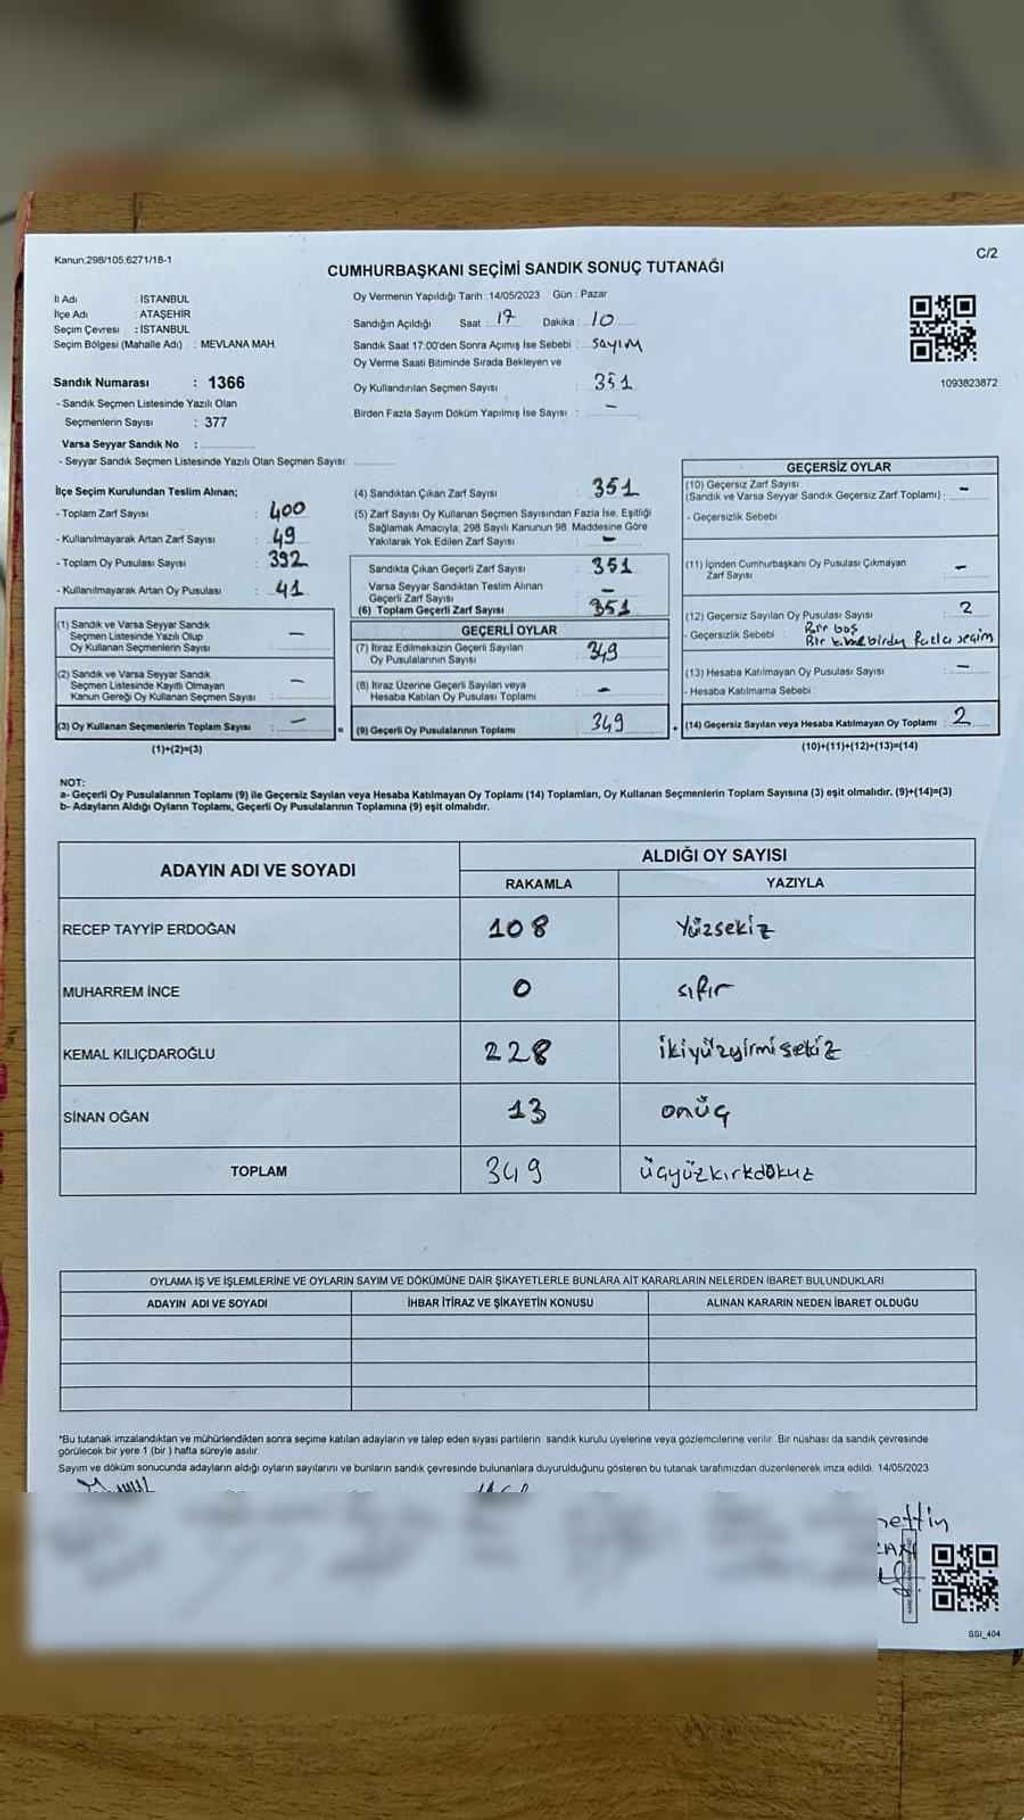 Kanun:298/105,6271/18-1
C/2
CUMHURBAŞKANI SEÇİMİ SANDIK SONUÇ TUTANAĞI
İl Adı : İSTANBUL
İlçe Adı : ATAŞEHİR
Seçim Çevresi : İSTANBUL
Seçim Bölgesi (Mahalle Adı) : MEVLANA MAH.
Oy Vermenin Yapıldığı Tarih :14/05/2023 Gün : Pazar
Sandığın Açıldığı Saat : 17 Dakika : 10
Sandık Saat 17:00'den Sonra Açımış İse Sebebi : sayım
Oy Verme Saati Bitiminde Sırada Bekleyen ve
Oy Kullandırılan Seçmen Sayısı : 351
Birden Fazla Sayım Döküm Yapılmış İse Sayısı : -
1093823872
Sandık Numarası : 1366
- Sandık Seçmen Listesinde Yazılı Olan
Seçmenlerin Sayısı : 377
Varsa Seyyar Sandık No :
- Seyyar Sandık Seçmen Listesinde Yazılı Olan Seçmen Sayısı:
İlçe Seçim Kurulundan Teslim Alınan;
- Toplam Zarf Sayısı : 400
- Kullanılmayarak Artan Zarf Sayısı : 49
- Toplam Oy Pusulası Sayısı : 392
- Kullanılmayarak Artan Oy Pusulası : 41
(1) Sandık ve Varsa Seyyar Sandık
Seçmen Listesinde Yazılı Olup
Oy Kullanan Seçmenlerin Sayısı : -
(2) Sandık ve Varsa Seyyar Sandık
Seçmen Listesinde Kayıtlı Olmayan
Kanun Gereği Oy Kullanan Seçmen Sayısı : -
(3) Oy Kullanan Seçmenlerin Toplam Sayısı : -
(1)+(2)=(3)
(4) Sandıktan Çıkan Zarf Sayısı : 351
(5) Zarf Sayısı Oy Kullanan Seçmen Sayısından Fazla İse, Eşitliği
Sağlamak Amacıyla; 298 Sayılı Kanunun 98. Maddesine Göre
Yakılarak Yok Edilen Zarf Sayısı : -
Sandıkta Çıkan Geçerli Zarf Sayısı : 351
Varsa Seyyar Sandıktan Teslim Alınan
Geçerli Zarf Sayısı : -
(6) Toplam Geçerli Zarf Sayısı : 351
GEÇERLİ OYLAR
(7) İtiraz Edilmeksizin Geçerli Sayılan
Oy Pusulalarının Sayısı : 349
(8) İtiraz Üzerine Geçerli Sayılan veya
Hesaba Katılan Oy Pusulası Toplamı : -
= (9) Geçerli Oy Pusulalarının Toplamı : 349
GEÇERSİZ OYLAR
(10) Geçersiz Zarf Sayısı
(Sandık ve Varsa Seyyar Sandık Geçersiz Zarf Toplamı) : -
- Geçersizlik Sebebi
(11) İçinden Cumhurbaşkanı Oy Pusulası Çıkmayan
Zarf Sayısı : -
(12) Geçersiz Sayılan Oy Pusulası Sayısı : 2
- Geçersizlik Sebebi : Bir boş
Bir birden fazla seçim
(13) Hesaba Katılmayan Oy Pusulası Sayısı : -
- Hesaba Katılmama Sebebi
+ (14) Geçersiz Sayılan veya Hesaba Katılmayan Oy Toplamı : 2
(10)+(11)+(12)+(13)=(14)
NOT:
a- Geçerli Oy Pusulalarının Toplamı (9) ile Geçersiz Sayılan veya Hesaba Katılmayan Oy Toplamı (14) Toplamları, Oy Kullanan Seçmenlerin Toplam Sayısına (3) eşit olmalıdır. (9)+(14)=(3)
b- Adayların Aldığı Oyların Toplamı, Geçerli Oy Pusulalarının Toplamına (9) eşit olmalıdır.
ADAYIN ADI VE SOYADI ALDIĞI OY SAYISI
RAKAMLA YAZIYLA
RECEP TAYYİP ERDOĞAN 108 Yüzsekiz
MUHARREM İNCE 0 sıfır
KEMAL KILIÇDAROĞLU 228 ikiyüzyirmisekiz
SİNAN OĞAN 13 onüç
TOPLAM 349 üçyüzkırkdokuz
OYLAMA İŞ VE İŞLEMLERİNE VE OYLARIN SAYIM VE DÖKÜMÜNE DAİR ŞİKAYETLERLE BUNLARA AİT KARARLARIN NELERDEN İBARET BULUNDUKLARI
ADAYIN ADI VE SOYADI İHBAR İTİRAZ VE ŞİKAYETİN KONUSU ALINAN KARARIN NEDEN İBARET OLDUĞU
*Bu tutanak imzalandıktan ve mühürlendikten sonra seçime katılan adayların ve talep eden siyasi partilerin sandık kurulu üyelerine veya gözlemcilerine verilir. Bir nüshası da sandık çevresinde
görülecek bir yere 1 (bir ) hafta süreyle asılır.
Sayım ve döküm sonucunda adayların aldığı oyların sayılarını ve bunların sandık çevresinde bulunanlara duyurulduğunu gösteren bu tutanak tarafımızdan düzenlenerek imza edildi. 14/05/2023
SSI_404